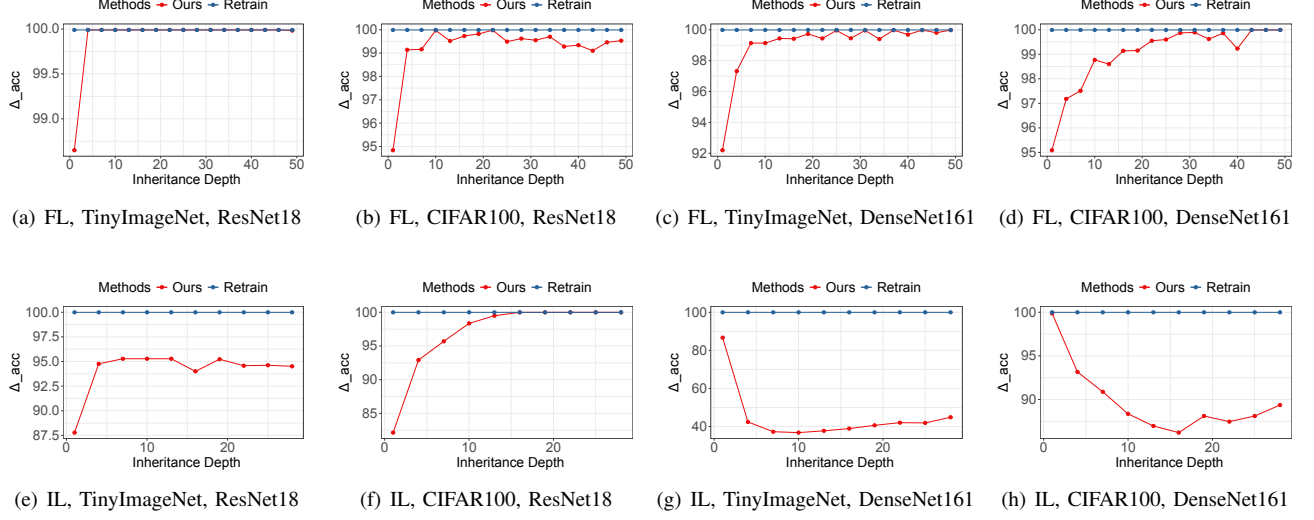 Methods Ours Retrain
100.0
99.5
99.0
Δ_acc
0 10 20 30 40 50
Inheritance Depth
(a) FL, TinyImageNet, ResNet18
Methods Ours Retrain
100
99
98
97
96
95
Δ_acc
0 10 20 30 40 50
Inheritance Depth
(b) FL, CIFAR100, ResNet18
Methods Ours Retrain
100
98
96
94
92
Δ_acc
0 10 20 30 40 50
Inheritance Depth
(c) FL, TinyImageNet, DenseNet161
Methods Ours Retrain
100
99
98
97
96
95
Δ_acc
0 10 20 30 40 50
Inheritance Depth
(d) FL, CIFAR100, DenseNet161
Methods Ours Retrain
100.0
97.5
95.0
92.5
90.0
87.5
Δ_acc
0 10 20
Inheritance Depth
(e) IL, TinyImageNet, ResNet18
Methods Ours Retrain
100
95
90
85
Δ_acc
0 10 20
Inheritance Depth
(f) IL, CIFAR100, ResNet18
Methods Ours Retrain
100
80
60
40
Δ_acc
0 10 20
Inheritance Depth
(g) IL, TinyImageNet, DenseNet161
Methods Ours Retrain
100
95
90
Δ_acc
0 10 20
Inheritance Depth
(h) IL, CIFAR100, DenseNet161